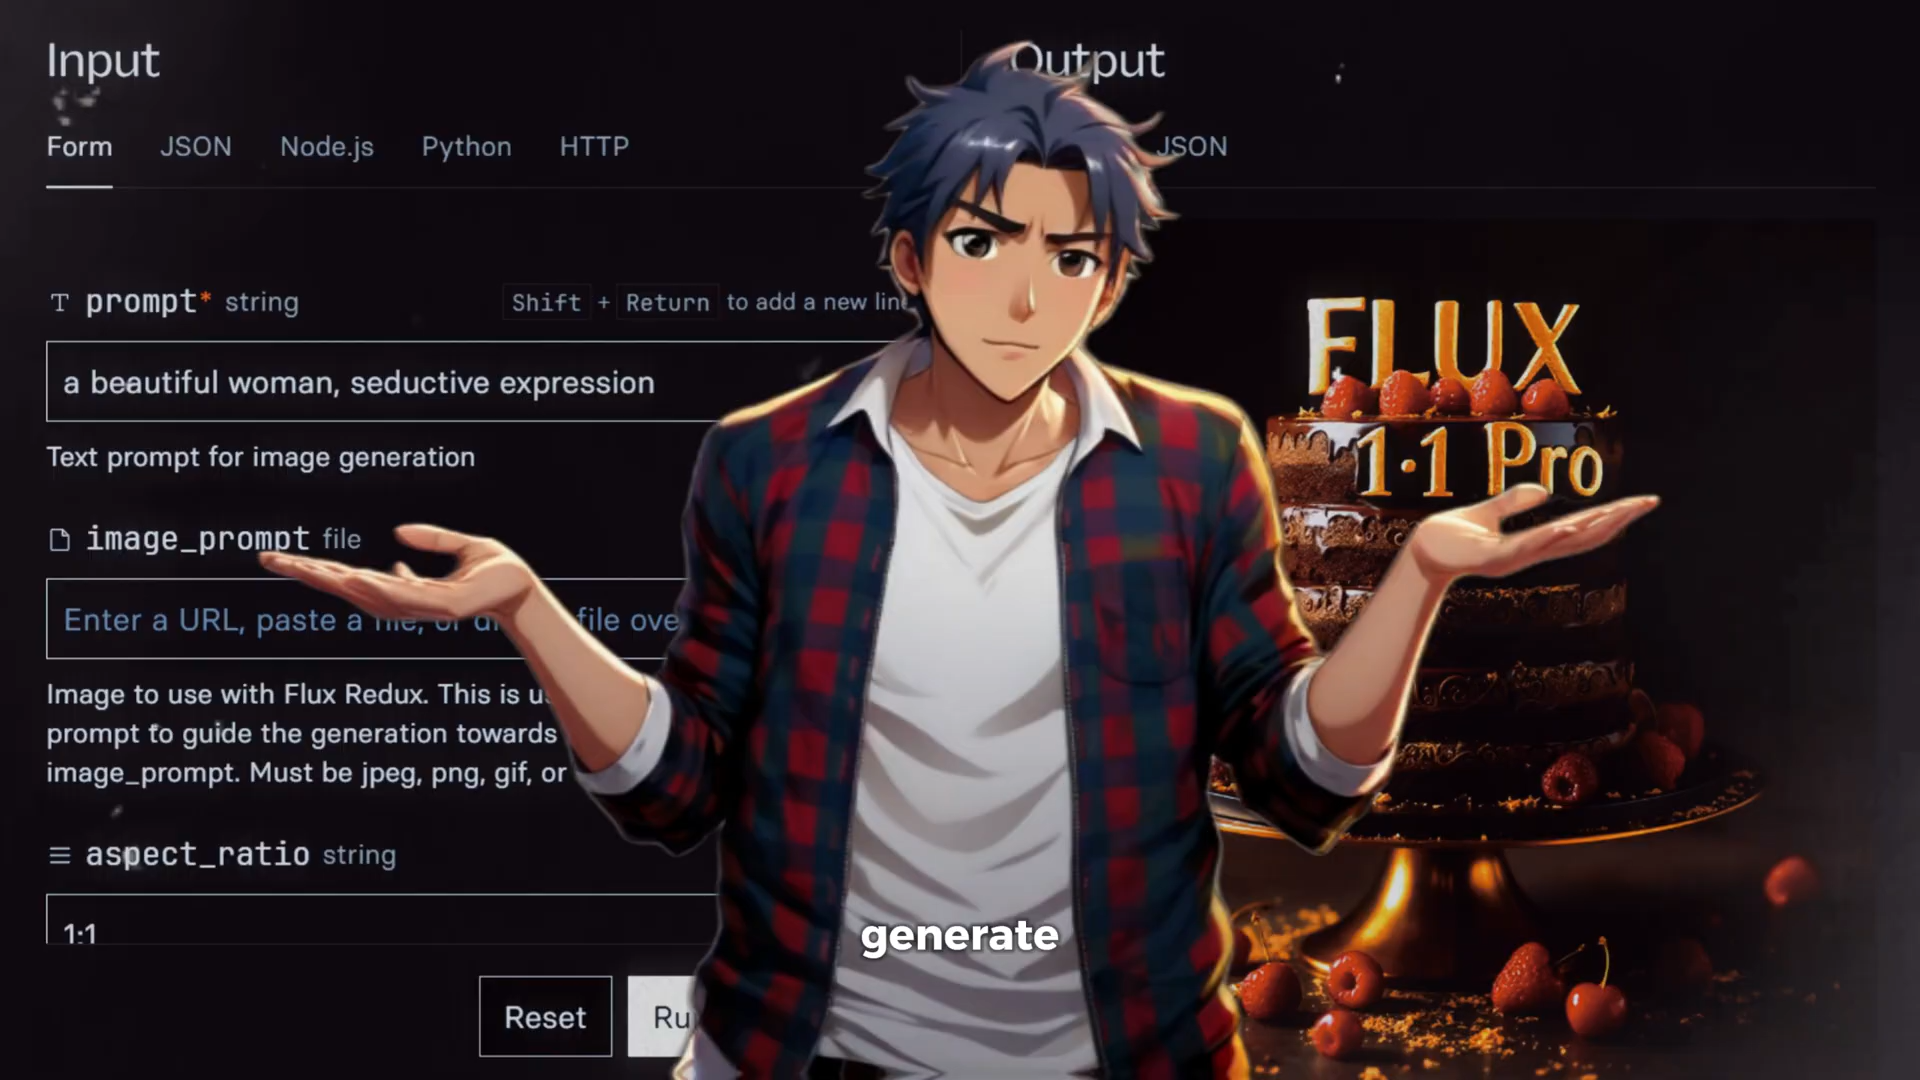 Input
Output
Form JSON Node.js Python HTTP
JSON
prompt* string
Shift + Return to add a new line
a beautiful woman, seductive expression
Text prompt for image generation
image_prompt file
Enter a URL, paste a file, or file ove
Image to use with Flux Redux. This is u
prompt to guide the generation towards
image_prompt. Must be jpeg, png, gif, or
aspect_ratio string
1:1
Reset
Ru
FLUX
1.1 Pro
generate